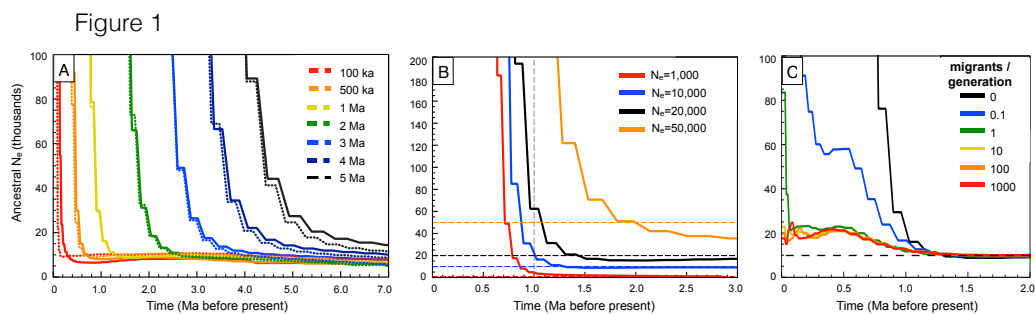 Figure 1
A
Ancestral Nₑ (thousands)
100
80
60
40
20
10
0
100 ka
500 ka
1 Ma
2 Ma
3 Ma
4 Ma
5 Ma
0 1.0 2.0 3.0 4.0 5.0 6.0 7.0
Time (Ma before present)
B
200
180
160
140
120
100
80
60
40
20
10
0
Nₑ=1,000
Nₑ=10,000
Nₑ=20,000
Nₑ=50,000
0.0 0.5 1.0 1.5 2.0 2.5 3.0
Time (Ma before present)
C
100
80
60
40
20
10
0
migrants /
generation
0
0.1
1
10
100
1000
0.0 0.5 1.0 1.5 2.0
Time (Ma before present)